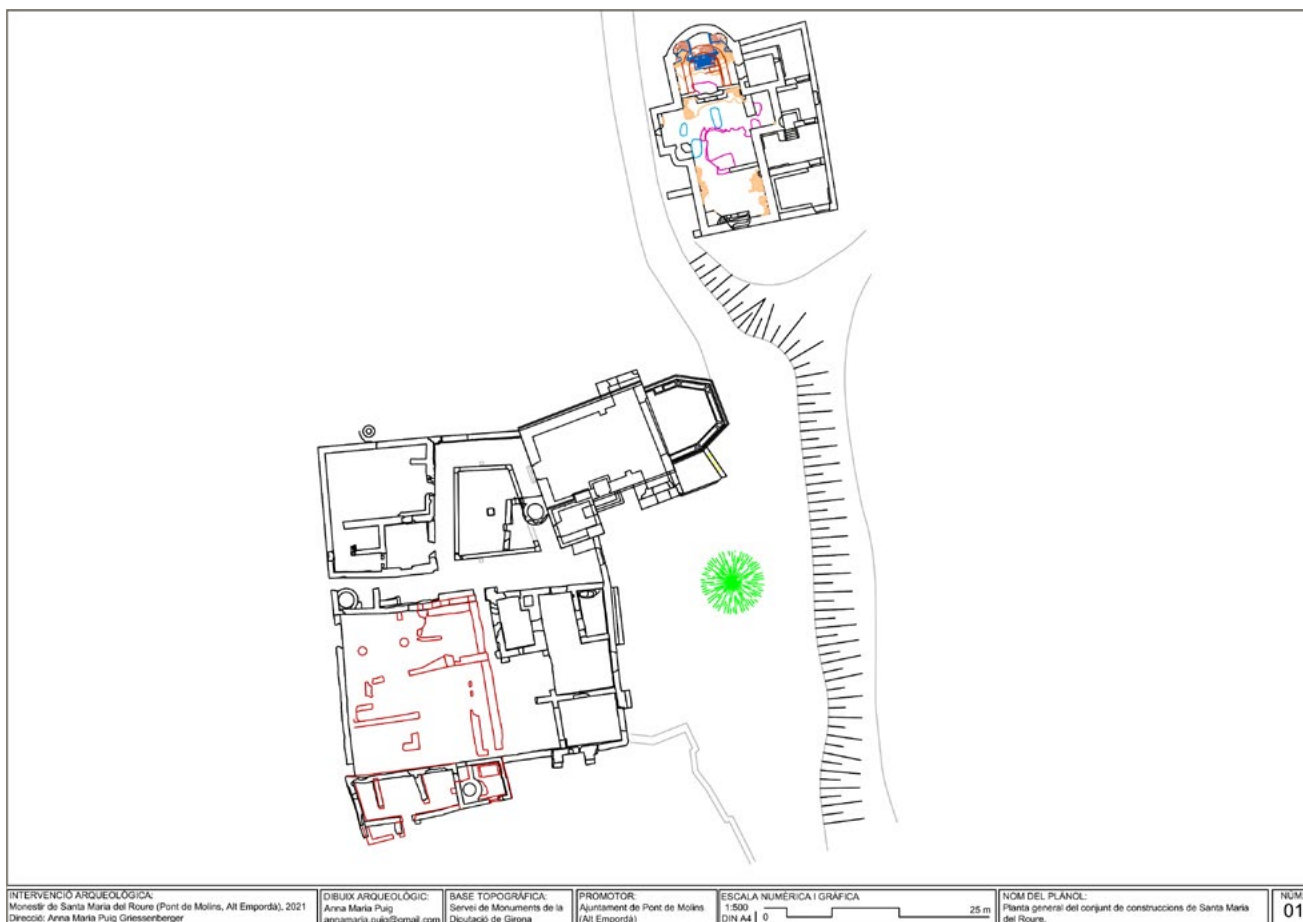 INTERVENCIÓ ARQUEOLÒGICA:
Monestir de Santa Maria del Roure (Pont de Molins, Alt Empordà), 2021
Direcció: Anna Maria Puig Griessenberger
DIBUIX ARQUEOLÒGIC:
Anna Maria Puig
annamaria.puig@gmail.com
BASE TOPOGRÀFICA:
Servei de Monuments de la
Diputació de Girona
PROMOTOR:
Ajuntament de Pont de Molins
(Alt Empordà)
ESCALA NUMÈRICA I GRÀFICA
1:500
DIN A4 0 25 m
NOM DEL PLÀNOL:
Planta general del conjunt de construccions de Santa Maria
del Roure.
NÚM.
01